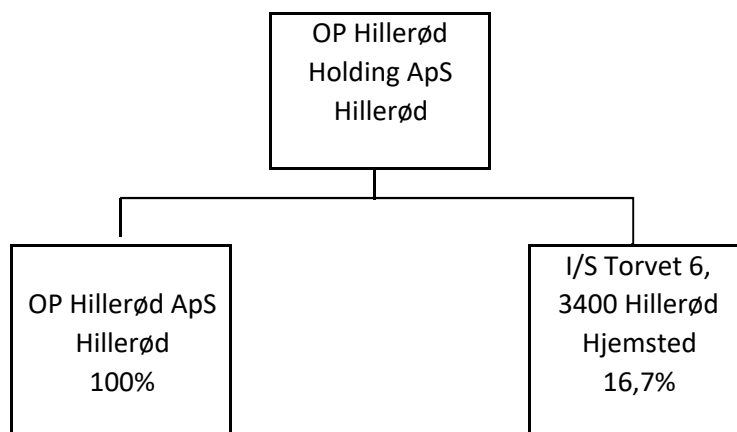 OP Hillerød
Holding ApS
Hillerød
OP Hillerød ApS
Hillerød
100%
I/S Torvet 6,
3400 Hillerød
Hjemsted
16,7%